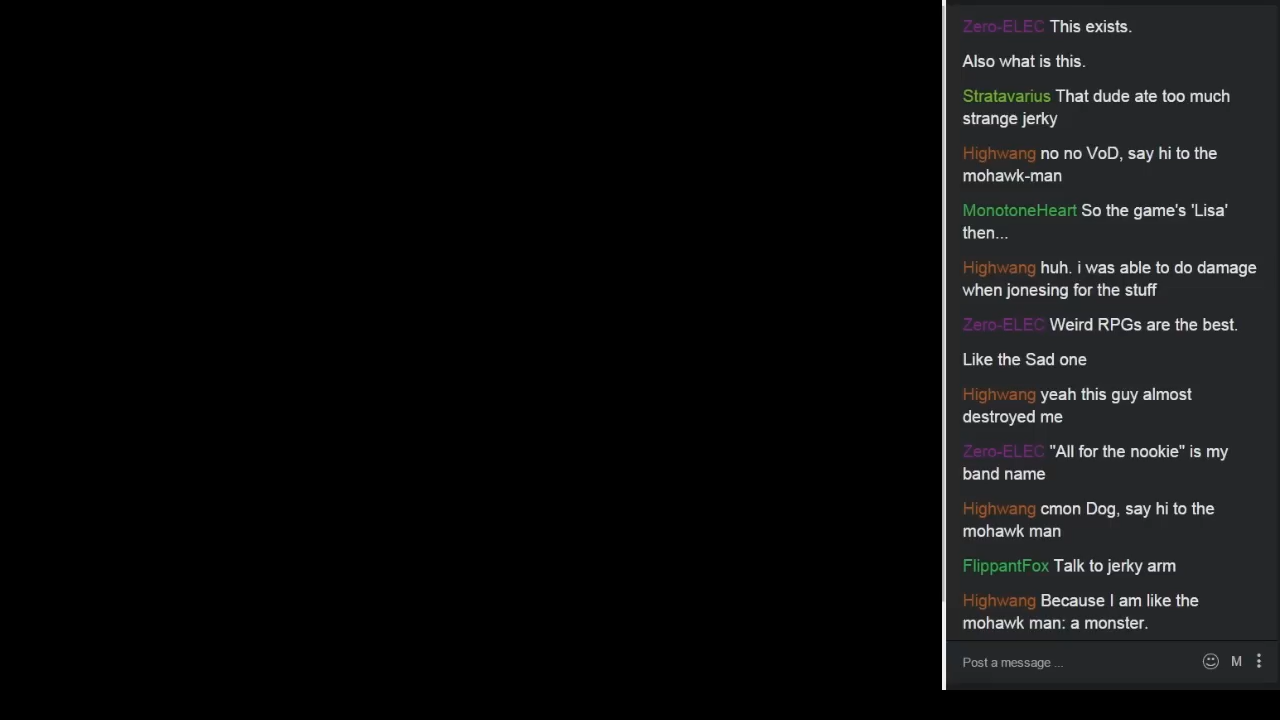 Zero-ELEC This exists.
Also what is this.
Stratavarius That dude ate too much
strange jerky
Highwang no no VoD, say hi to the
mohawk-man
MonotoneHeart So the game's 'Lisa'
then...
Highwang huh. i was able to do damage
when jonesing for the stuff
Zero-ELEC Weird RPGs are the best.
Like the Sad one
Highwang yeah this guy almost
destroyed me
Zero-ELEC "All for the nookie" is my
band name
Highwang cmon Dog, say hi to the
mohawk man
FlippantFox Talk to jerky arm
Highwang Because I am like the
mohawk man: a monster.
Post a message ... M